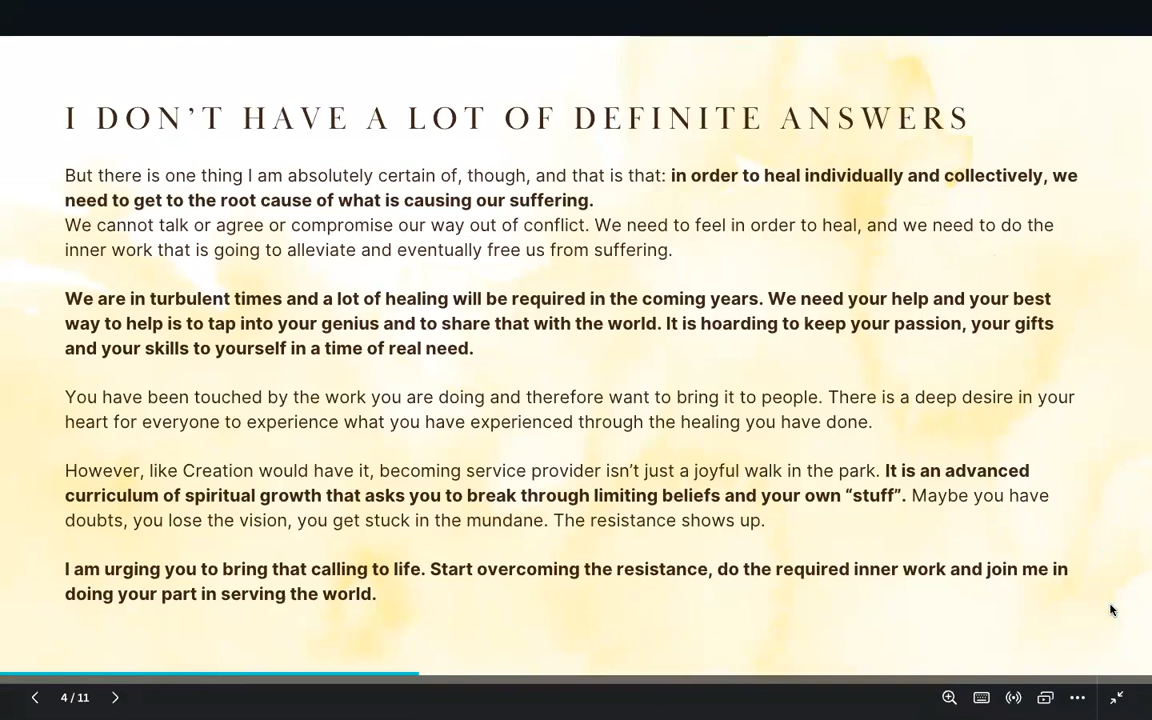 I DON’T HAVE A LOT OF DEFINITE ANSWERS
But there is one thing I am absolutely certain of, though, and that is that: in order to heal individually and collectively, we
need to get to the root cause of what is causing our suffering.
We cannot talk or agree or compromise our way out of conflict. We need to feel in order to heal, and we need to do the
inner work that is going to alleviate and eventually free us from suffering.
We are in turbulent times and a lot of healing will be required in the coming years. We need your help and your best
way to help is to tap into your genius and to share that with the world. It is hoarding to keep your passion, your gifts
and your skills to yourself in a time of real need.
You have been touched by the work you are doing and therefore want to bring it to people. There is a deep desire in your
heart for everyone to experience what you have experienced through the healing you have done.
However, like Creation would have it, becoming service provider isn’t just a joyful walk in the park. It is an advanced
curriculum of spiritual growth that asks you to break through limiting beliefs and your own “stuff”. Maybe you have
doubts, you lose the vision, you get stuck in the mundane. The resistance shows up.
I am urging you to bring that calling to life. Start overcoming the resistance, do the required inner work and join me in
doing your part in serving the world.
4 / 11